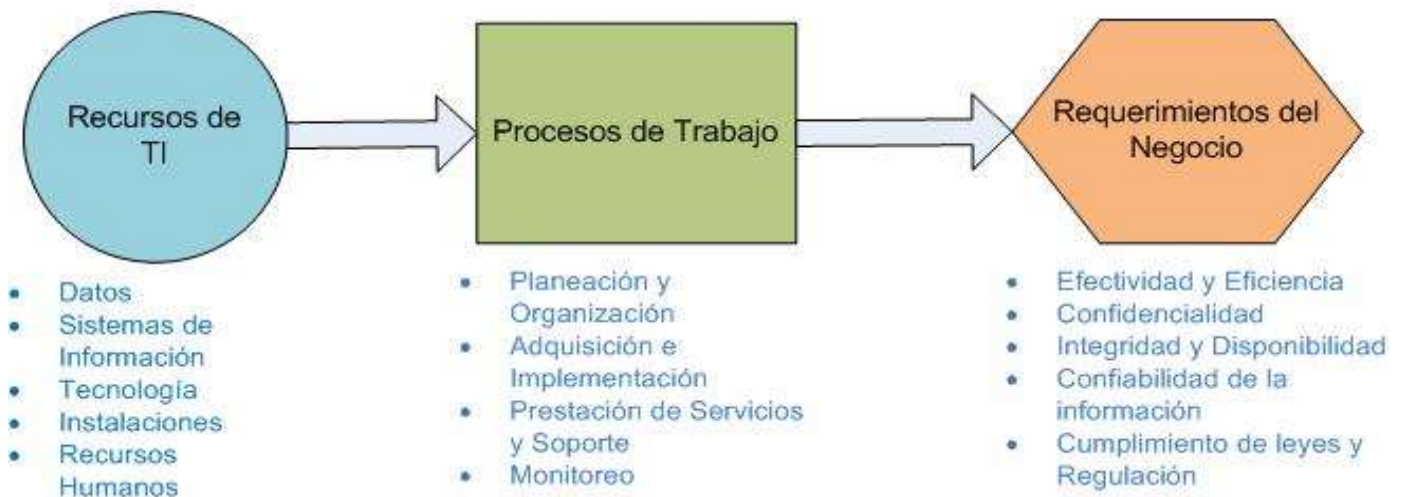 Recursos de
TI
Procesos de Trabajo
Requerimientos del
Negocio
• Datos
• Sistemas de
Información
• Tecnología
• Instalaciones
• Recursos
Humanos
• Planeación y
Organización
• Adquisición e
Implementación
• Prestación de Servicios
y Soporte
• Monitoreo
• Efectividad y Eficiencia
• Confidencialidad
• Integridad y Disponibilidad
• Confiabilidad de la
información
• Cumplimiento de leyes y
Regulación